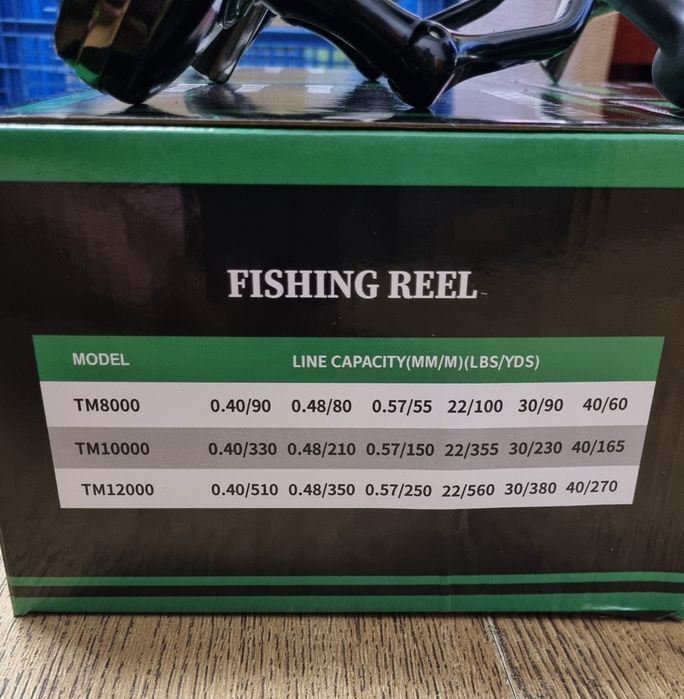 FISHING REEL
MODEL LINE CAPACITY(MM/M)(LBS/YDS)
TM8000 0.40/90 0.48/80 0.57/55 22/100 30/90 40/60
TM10000 0.40/330 0.48/210 0.57/150 22/355 30/230 40/165
TM12000 0.40/510 0.48/350 0.57/250 22/560 30/380 40/270